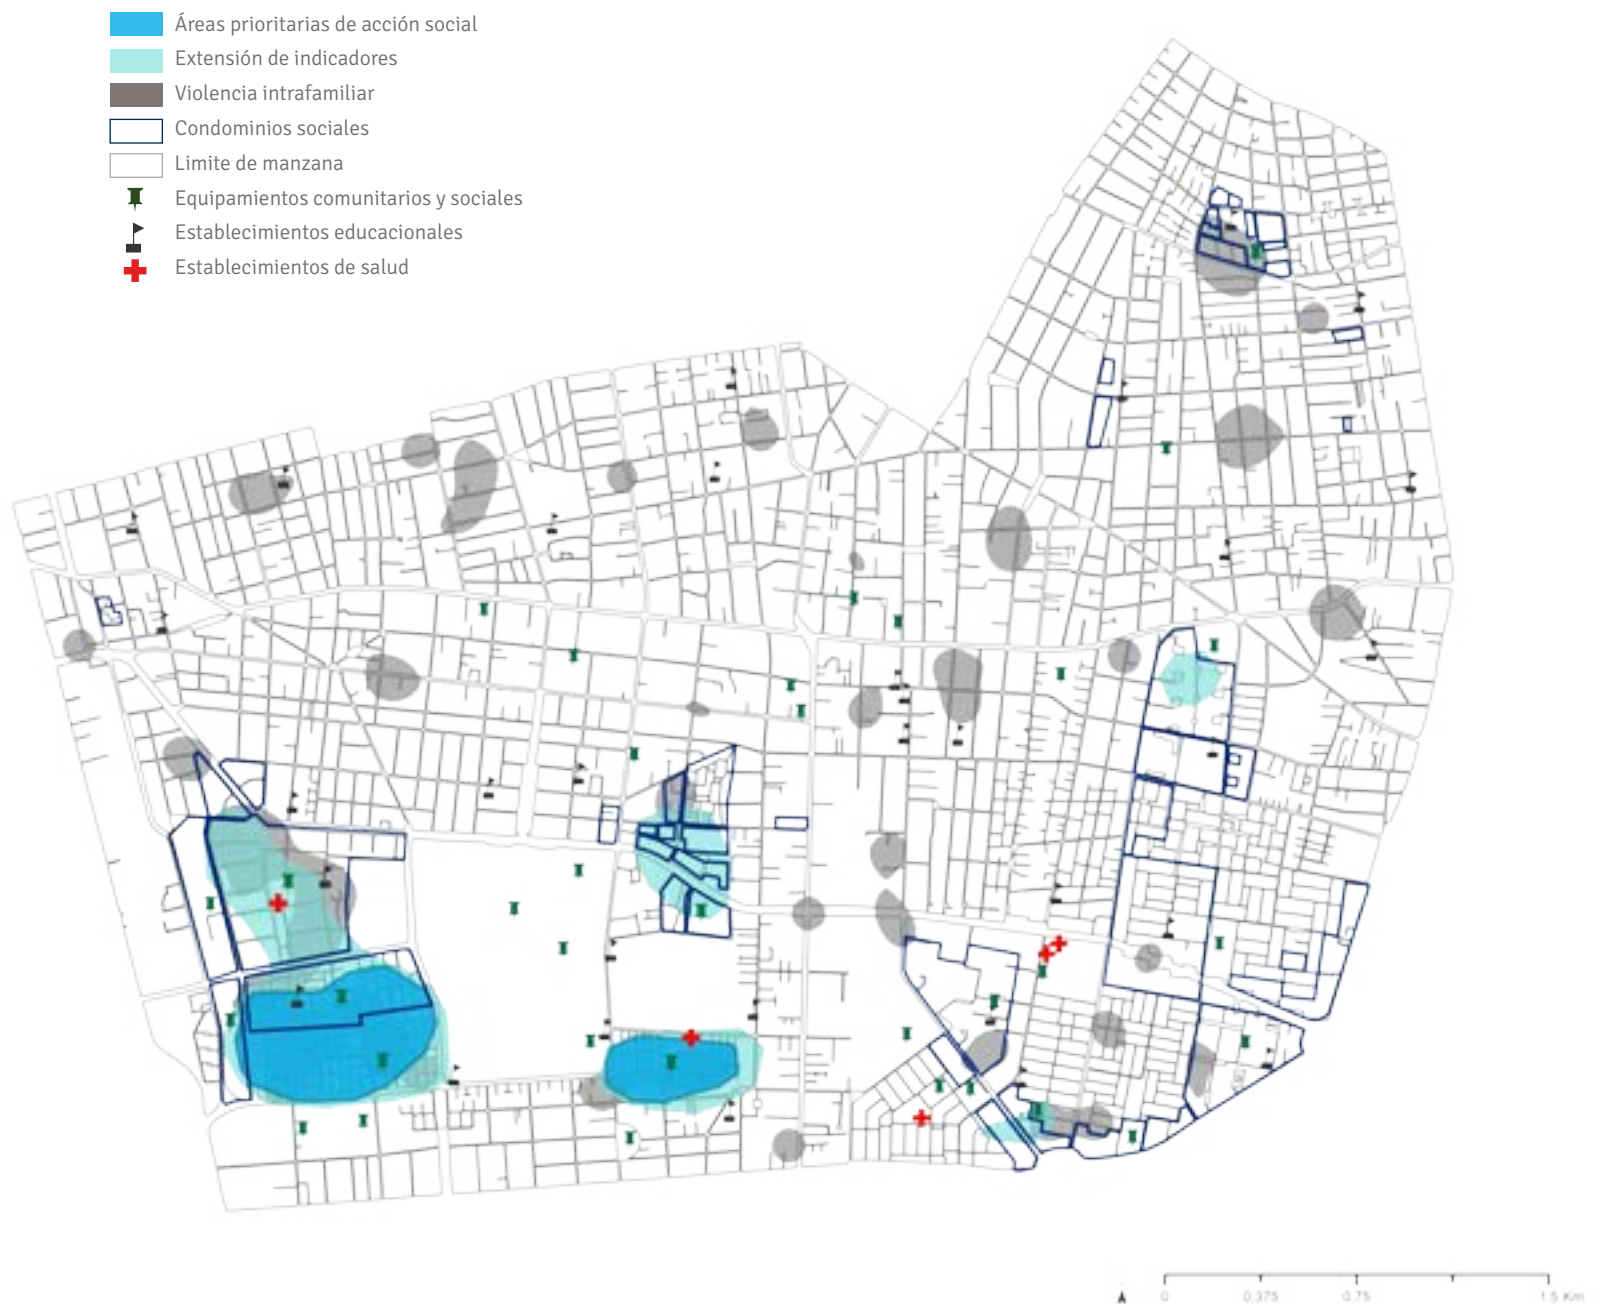 Áreas prioritarias de acción social
Extensión de indicadores
Violencia intrafamiliar
Condominios sociales
Limite de manzana
Equipamientos comunitarios y sociales
Establecimientos educacionales
Establecimientos de salud
0 0.375 0.75 1.5 Km